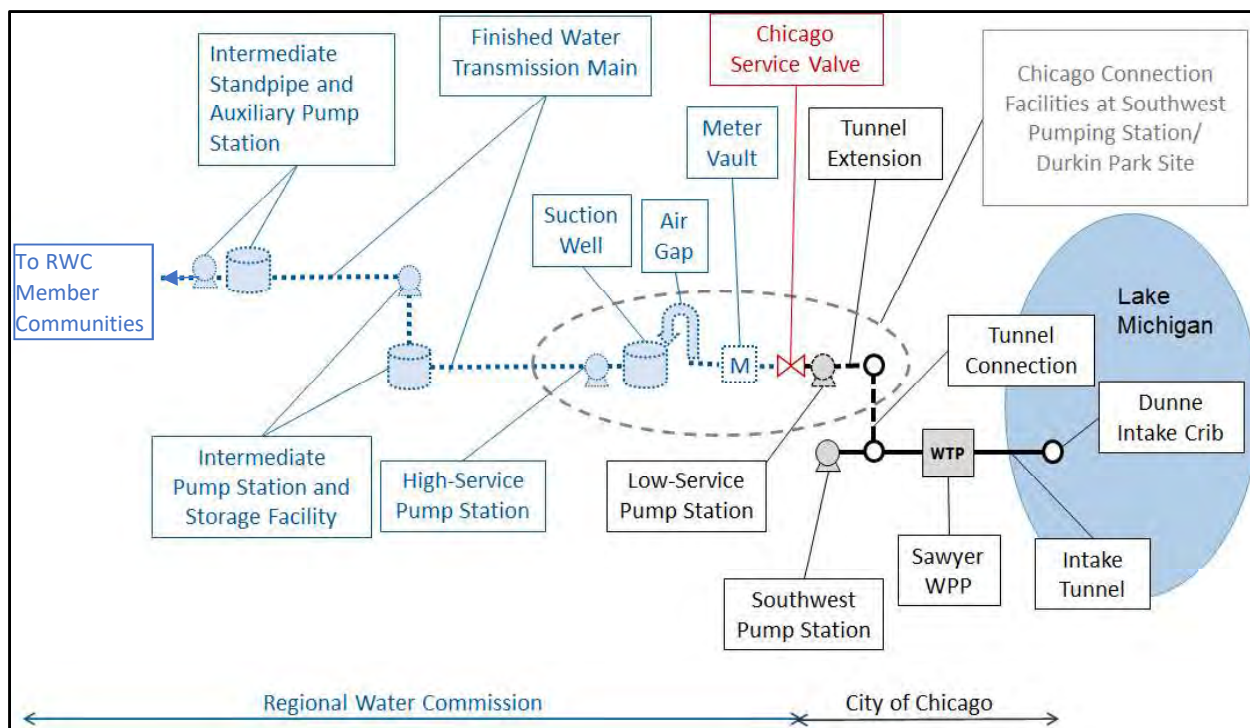 Intermediate
Standpipe and
Auxiliary Pump
Station
Finished Water
Transmission Main
Chicago
Service Valve
Chicago Connection
Facilities at Southwest
Pumping Station/
Durkin Park Site
Meter
Vault
Tunnel
Extension
Suction
Well
Air
Gap
To RWC
Member
Communities
Lake
Michigan
M
Tunnel
Connection
Dunne
Intake Crib
WTP
Intermediate
Pump Station and
Storage Facility
High-Service
Pump Station
Low-Service
Pump Station
Sawyer
WPP
Intake
Tunnel
Southwest
Pump Station
Regional Water Commission
City of Chicago